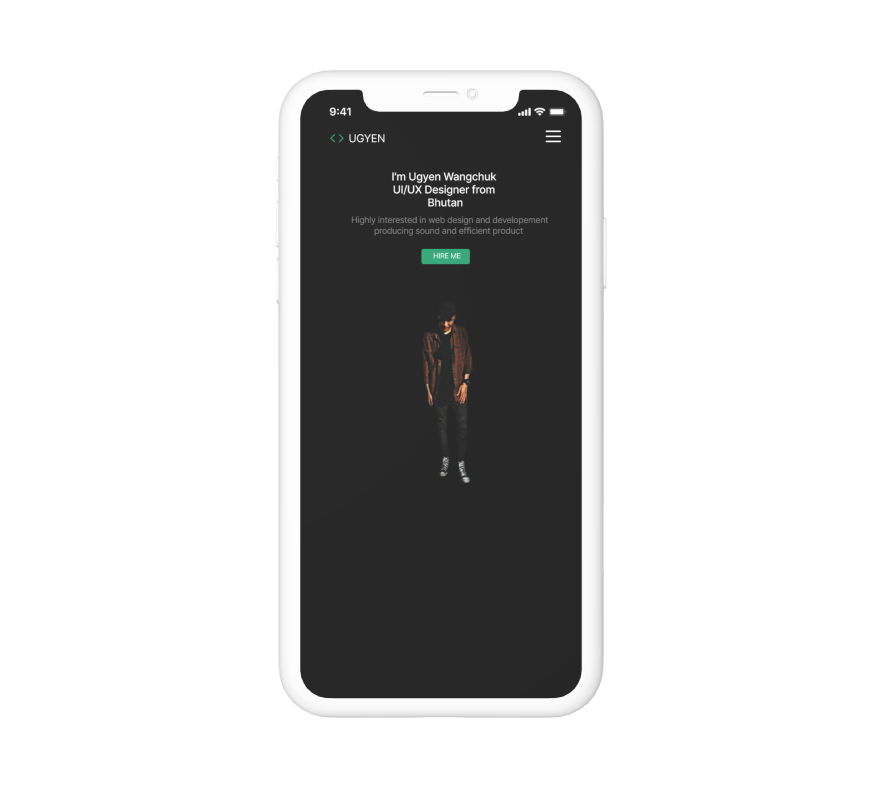 9:41
UGYEN
I'm Ugyen Wangchuk
UI/UX Designer from
Bhutan
Highly interested in web design and developement
producing sound and efficient product
HIRE ME